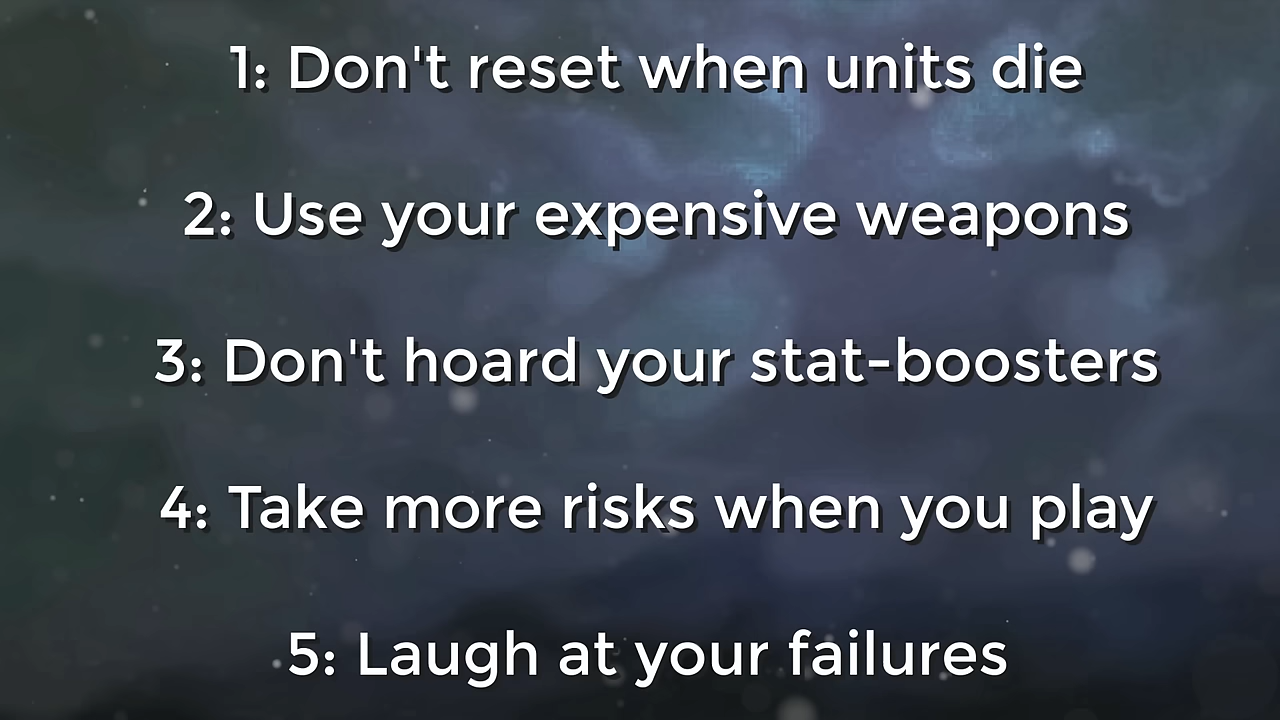 1: Don't reset when units die
2: Use your expensive weapons
3: Don't hoard your stat-boosters
4: Take more risks when you play
5: Laugh at your failures